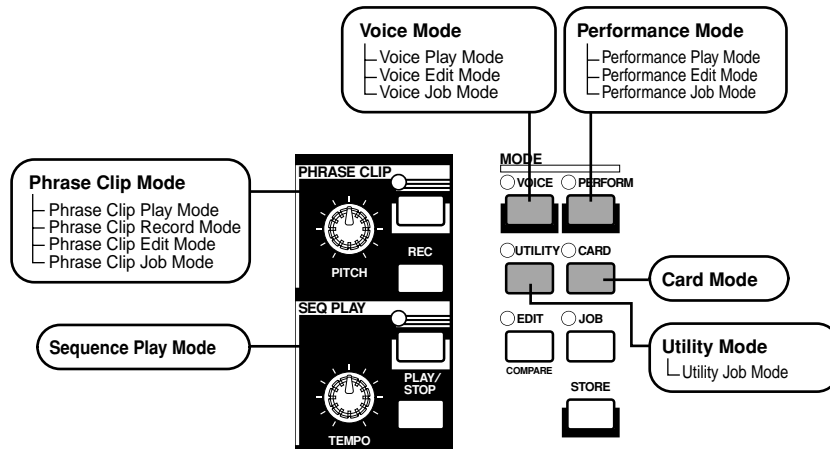 Voice Mode
Voice Play Mode
Voice Edit Mode
Voice Job Mode
Performance Mode
Performance Play Mode
Performance Edit Mode
Performance Job Mode
Phrase Clip Mode
Phrase Clip Play Mode
Phrase Clip Record Mode
Phrase Clip Edit Mode
Phrase Clip Job Mode
Sequence Play Mode
PHRASE CLIP
PITCH
REC
SEQ PLAY
TEMPO
PLAY/
STOP
MODE
VOICE
PERFORM
UTILITY
CARD
EDIT
JOB
COMPARE
STORE
Card Mode
Utility Mode
Utility Job Mode